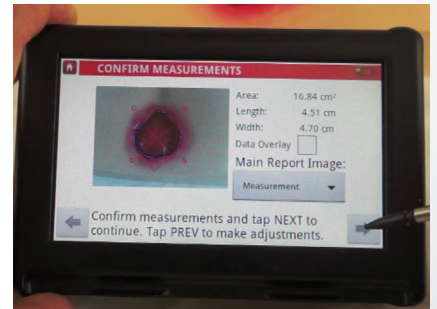 CONFIRM MEASUREMENTS
Area: 16.84 cm²
Length: 4.51 cm
Width: 4.70 cm
Data Overlay
Main Report Image:
Measurement
Confirm measurements and tap NEXT to
continue. Tap PREV to make adjustments.